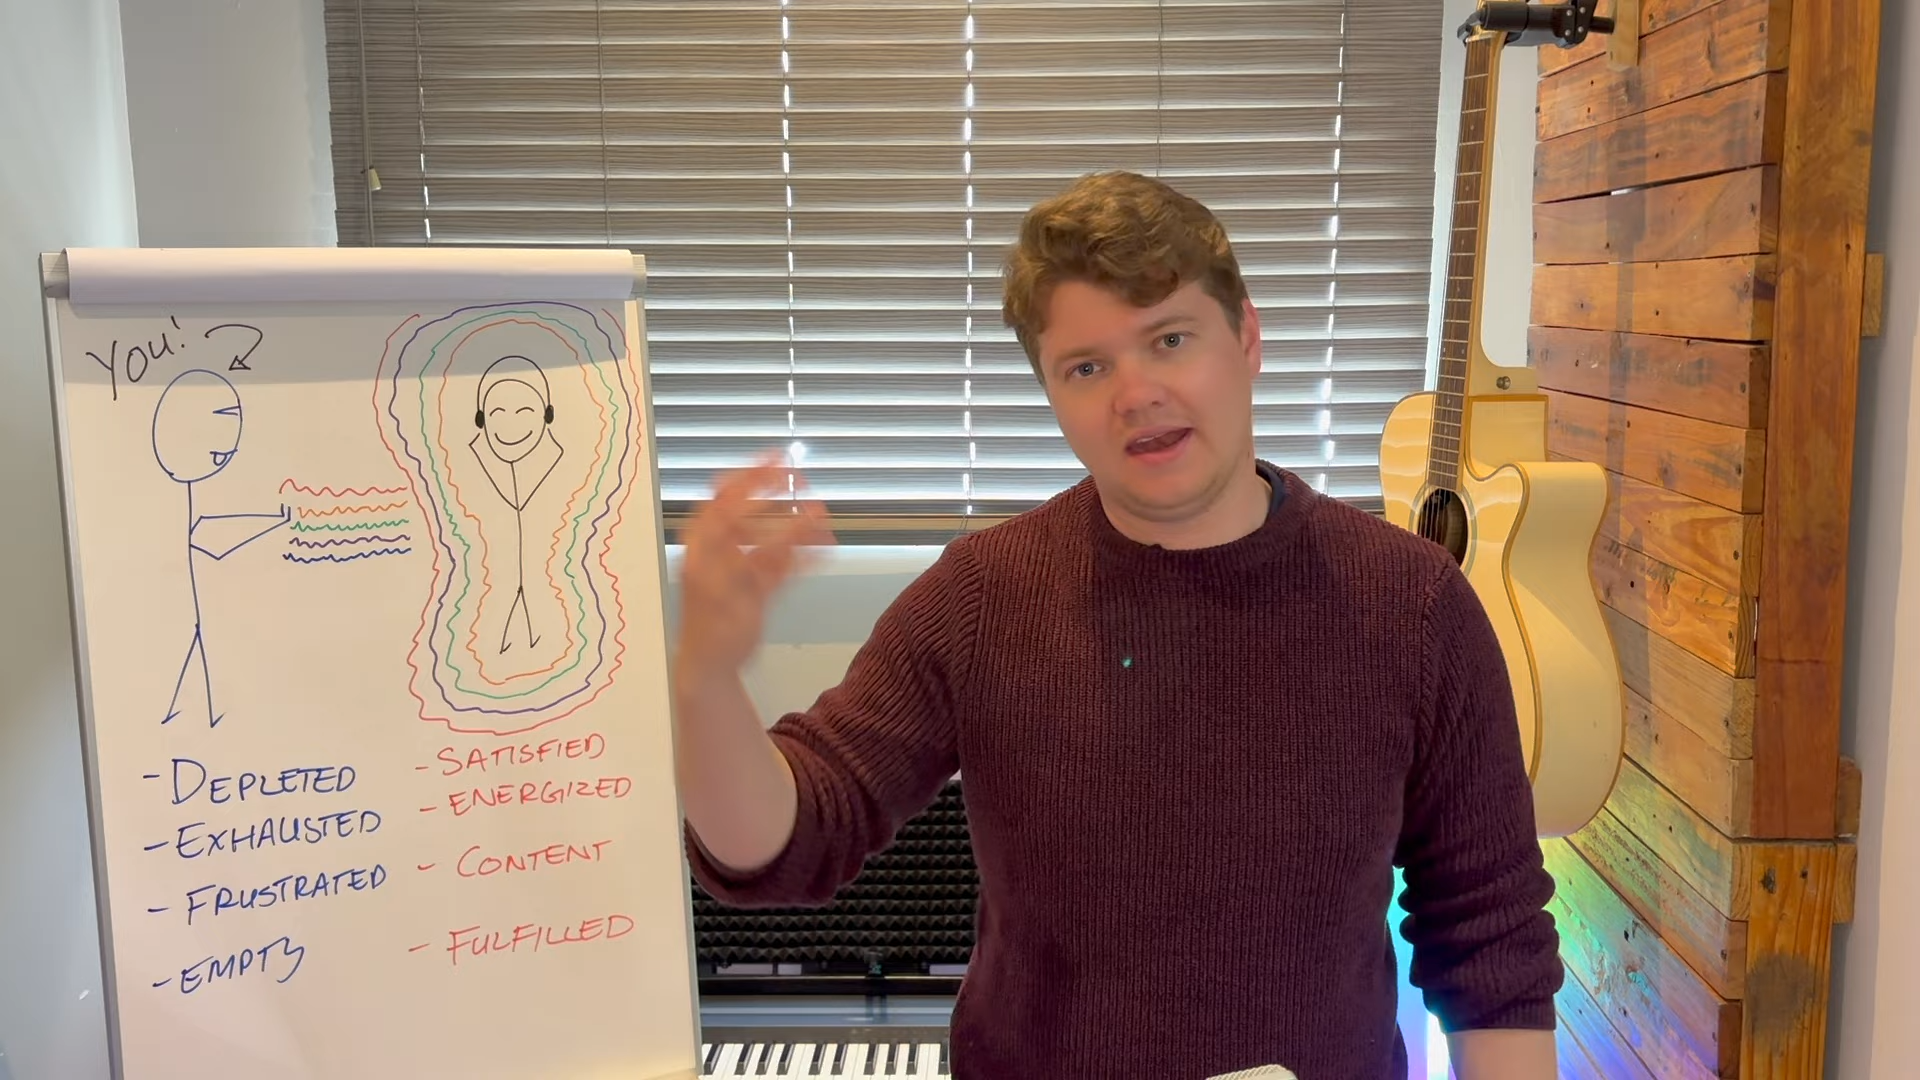 YOU!
- DEPLETED
- EXHAUSTED
- FRUSTRATED
- EMPTY
- SATISFIED
- ENERGIZED
- CONTENT
- FULFILLED